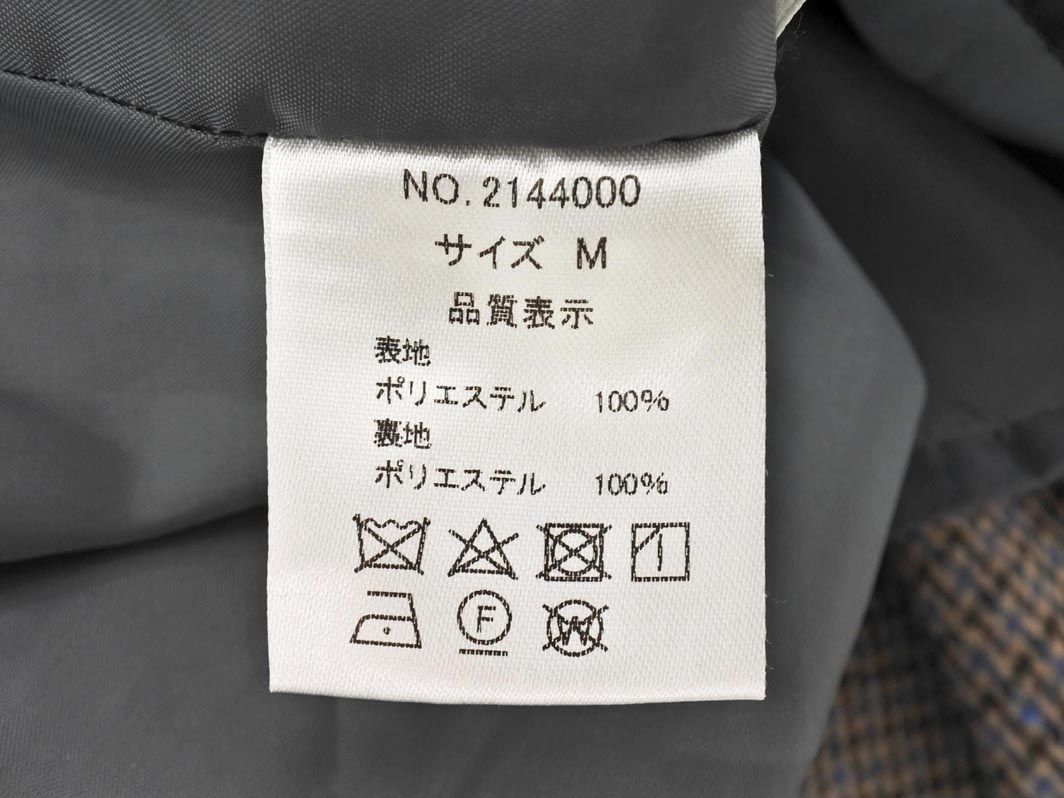 NO.2144000
サイズ M
品質表示
表地
ポリエステル 100%
裏地
ポリエステル 100%
F W